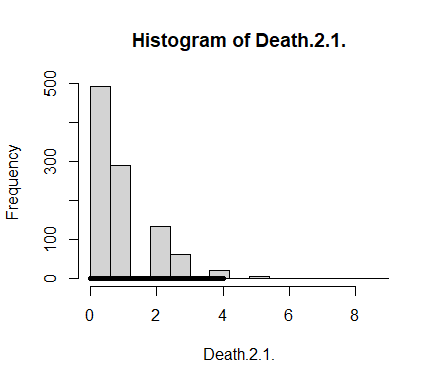 Histogram of Death.2.1.
Frequency
500
300
100
0
0 2 4 6 8
Death.2.1.